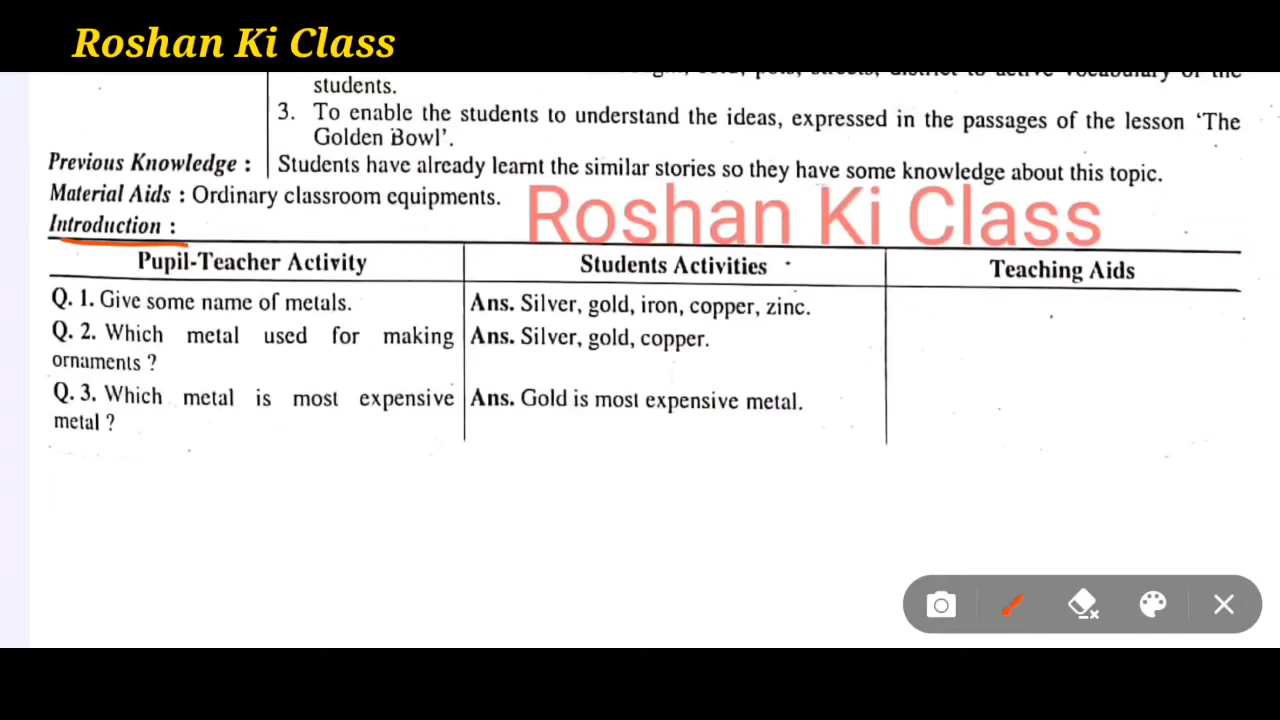 Roshan Ki Class
students.
3. To enable the students to understand the ideas, expressed in the passages of the lesson ‘The
Golden Bowl’.
Previous Knowledge : Students have already learnt the similar stories so they have some knowledge about this topic.
Material Aids : Ordinary classroom equipments.
Roshan Ki Class
Introduction :
Pupil-Teacher Activity Students Activities Teaching Aids
Q. 1. Give some name of metals. Ans. Silver, gold, iron, copper, zinc.
Q. 2. Which metal used for making Ans. Silver, gold, copper.
ornaments ?
Q. 3. Which metal is most expensive Ans. Gold is most expensive metal.
metal ?